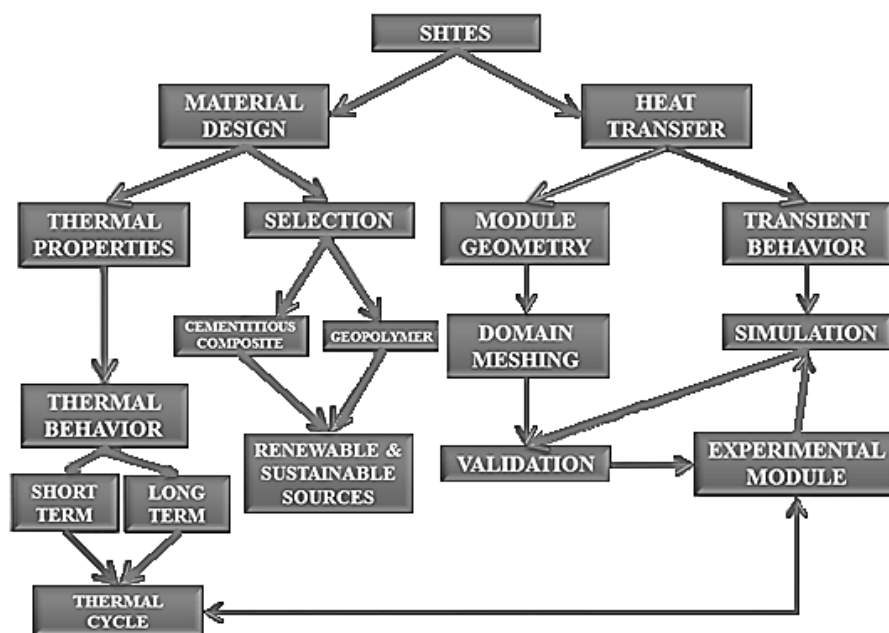 SHTES
MATERIAL
DESIGN
HEAT
TRANSFER
THERMAL
PROPERTIES
SELECTION
MODULE
GEOMETRY
TRANSIENT
BEHAVIOR
CEMENTITIOUS
COMPOSITE
GEOPOLYMER
DOMAIN
MESHING
SIMULATION
THERMAL
BEHAVIOR
RENEWABLE &
SUSTAINABLE
SOURCES
VALIDATION
EXPERIMENTAL
MODULE
SHORT
TERM
LONG
TERM
THERMAL
CYCLE